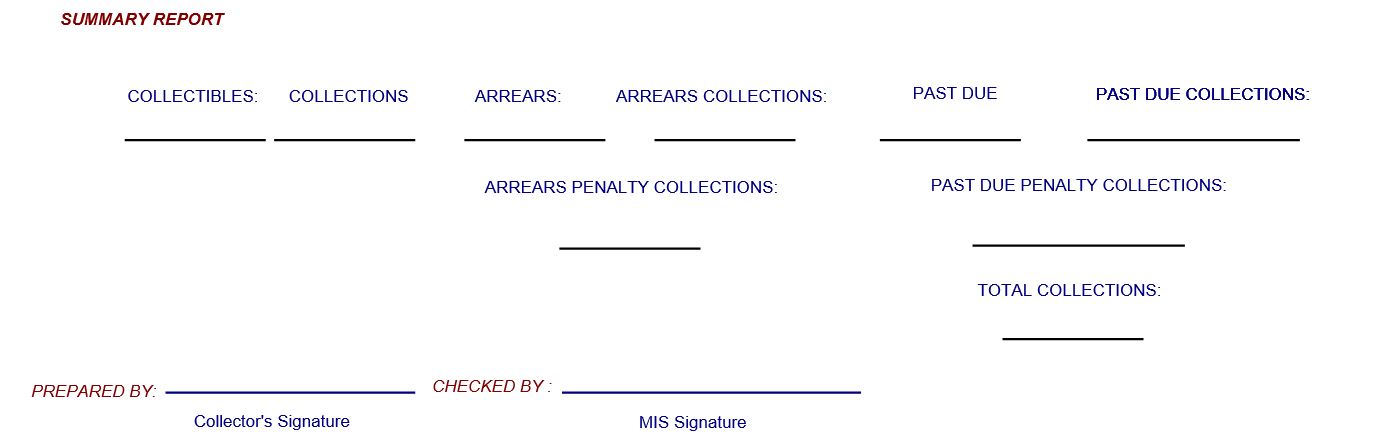 SUMMARY REPORT
COLLECTIBLES: COLLECTIONS ARREARS: ARREARS COLLECTIONS: PAST DUE PAST DUE COLLECTIONS:
ARREARS PENALTY COLLECTIONS: PAST DUE PENALTY COLLECTIONS:
TOTAL COLLECTIONS:
PREPARED BY: CHECKED BY :
Collector's Signature MIS Signature